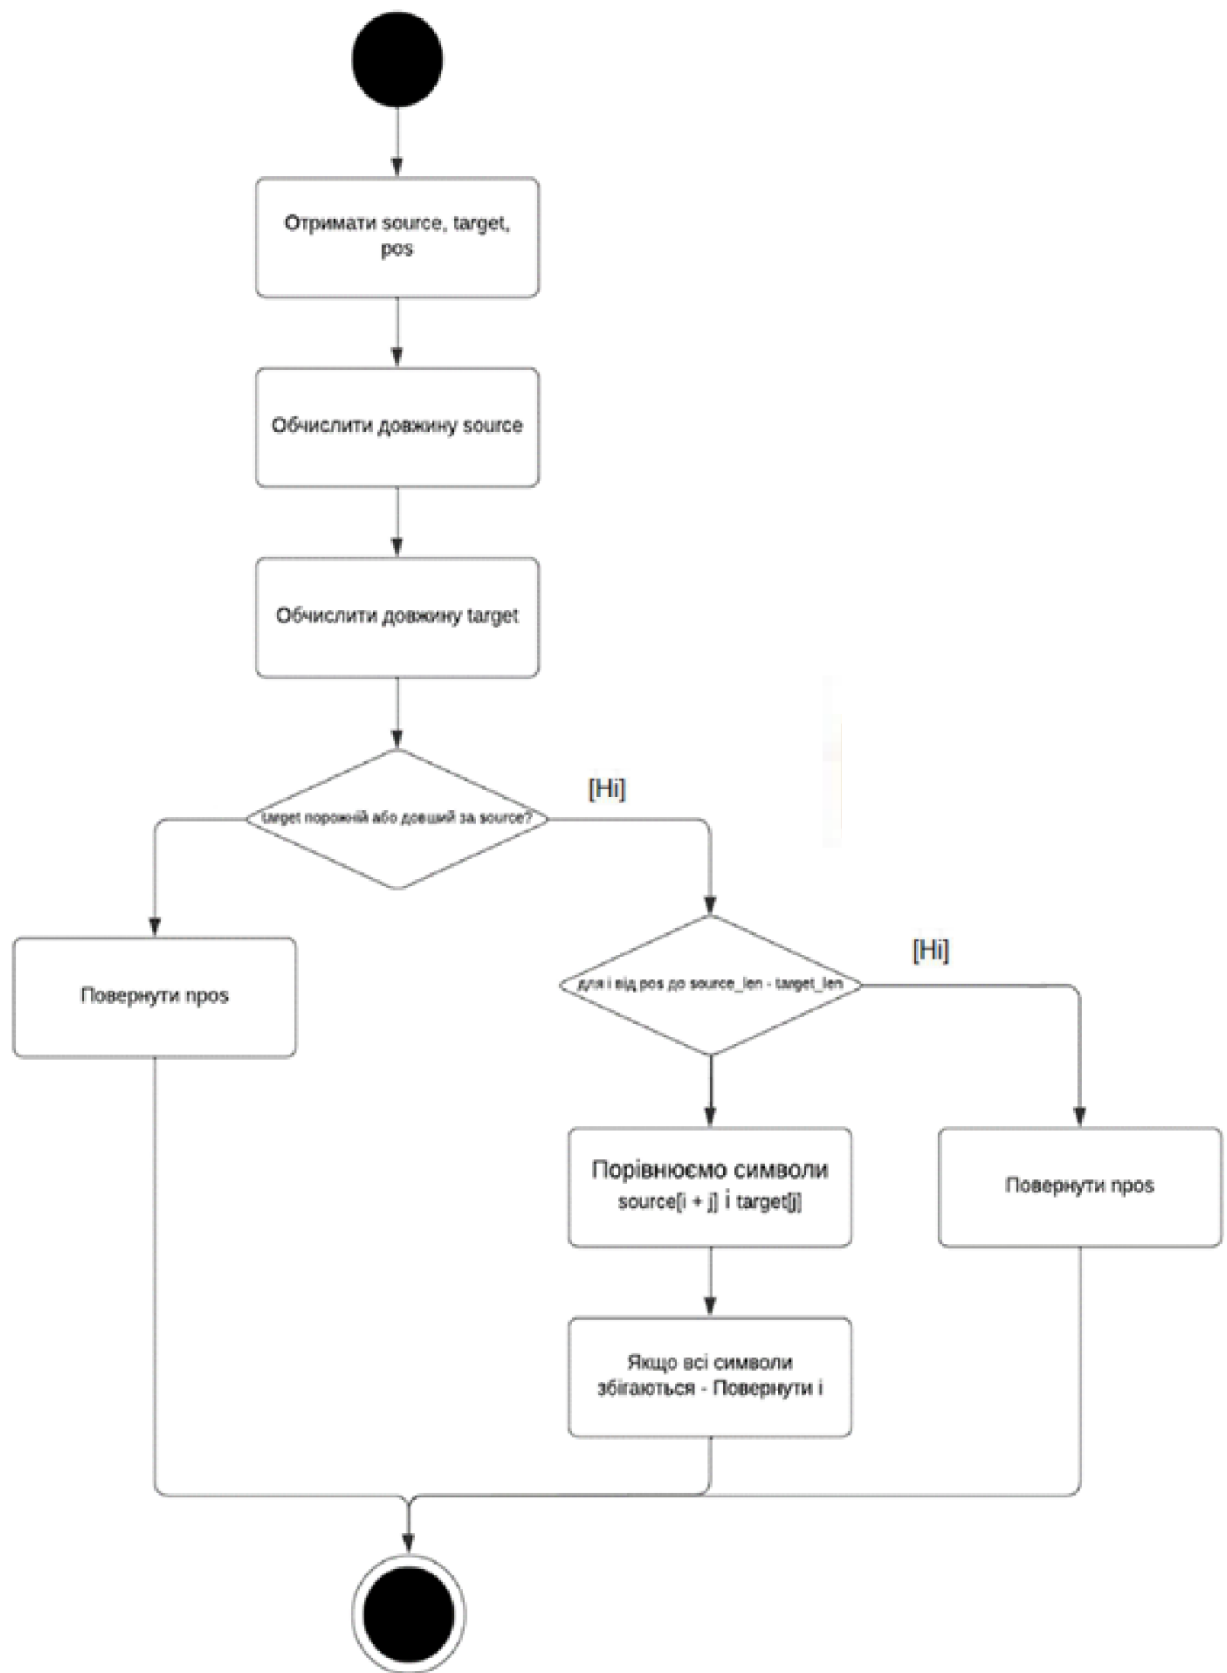 Отримати source, target,
pos
Обчислити довжину source
Обчислити довжину target
target порожній або довший за source?
[Ні]
Повернути npos
для i від pos до source_len - target_len
[Ні]
Порівнюємо символи
source[i + j] і target[j]
Повернути npos
Якщо всі символи
збігаються - Повернути i